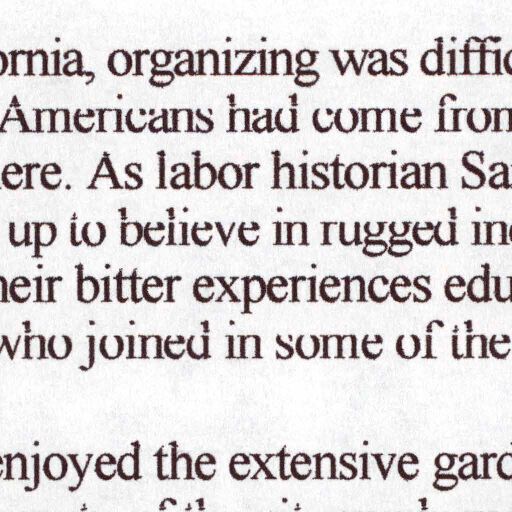 ornia, organizing was diffic
Americans had come from
ere. As labor historian Sa
up to believe in rugged in
heir bitter experiences edu
who joined in some of the
enjoyed the extensive gard